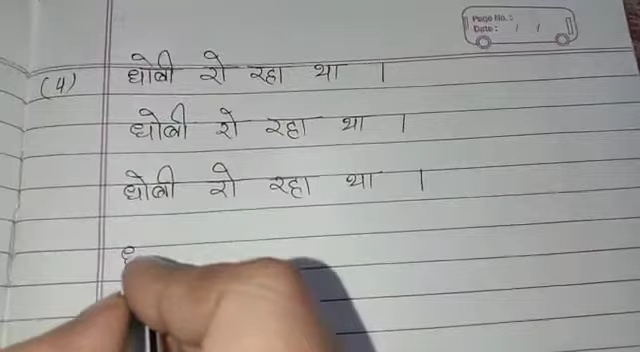 Page No. :
Date : / /
(4) धोबी रो रहा था ।
धोबी रो रहा था ।
धोबी रो रहा था ।